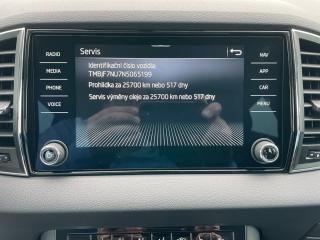 Servis
Identifikační číslo vozidla
TMBJF7NU7N5065199
Prohlídka za 25700 km nebo 517 dny
Servis výměny oleje za 25700 km nebo 517 dny
RADIO
MEDIA
PHONE
VOICE
NAV
APP
CAR
MENU